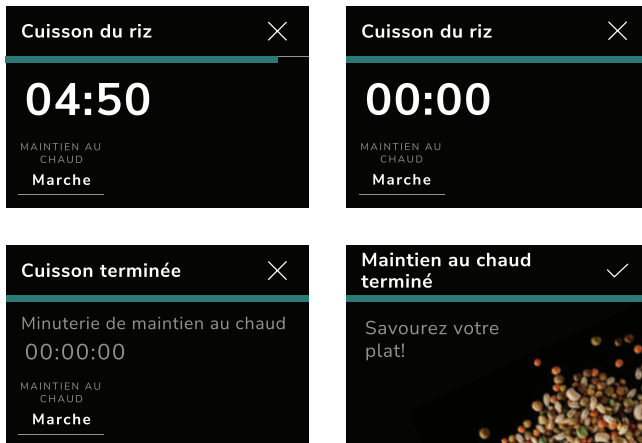 Cuisson du riz
04:50
MAINTIEN AU
CHAUD
Marche
Cuisson du riz
00:00
MAINTIEN AU
CHAUD
Marche
Cuisson terminée
Minuterie de maintien au chaud
00:00:00
MAINTIEN AU
CHAUD
Marche
Maintien au chaud
terminé
Savourez votre
plat!